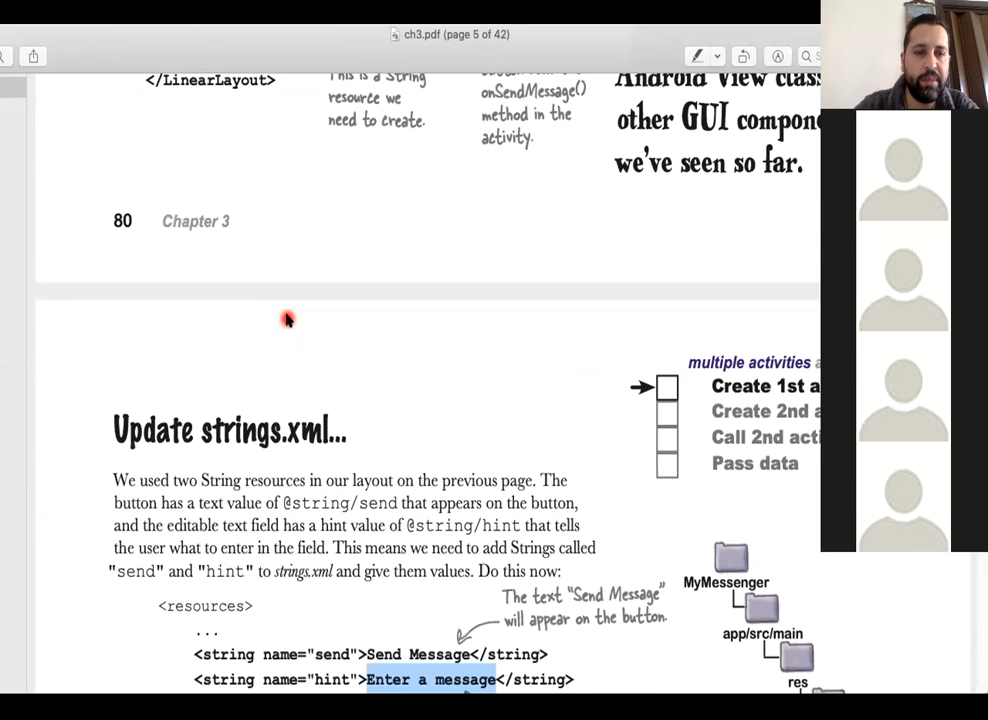 ch3.pdf (page 5 of 42)
</LinearLayout>
This is a String
resource we
need to create.
onSendMessage()
method in the
activity.
Android View
other GUI
we've seen so far.
80 Chapter 3
multiple activities
Create 1st
Create 2nd
Call 2nd
Pass data
Update strings.xml...
We used two String resources in our layout on the previous page. The
button has a text value of @string/send that appears on the button,
and the editable text field has a hint value of @string/hint that tells
the user what to enter in the field. This means we need to add Strings called
"send" and "hint" to strings.xml and give them values. Do this now:
<resources>
...
The text "Send Message"
will appear on the button.
<string name="send">Send Message</string>
<string name="hint">Enter a message</string>
MyMessenger
app/src/main
res